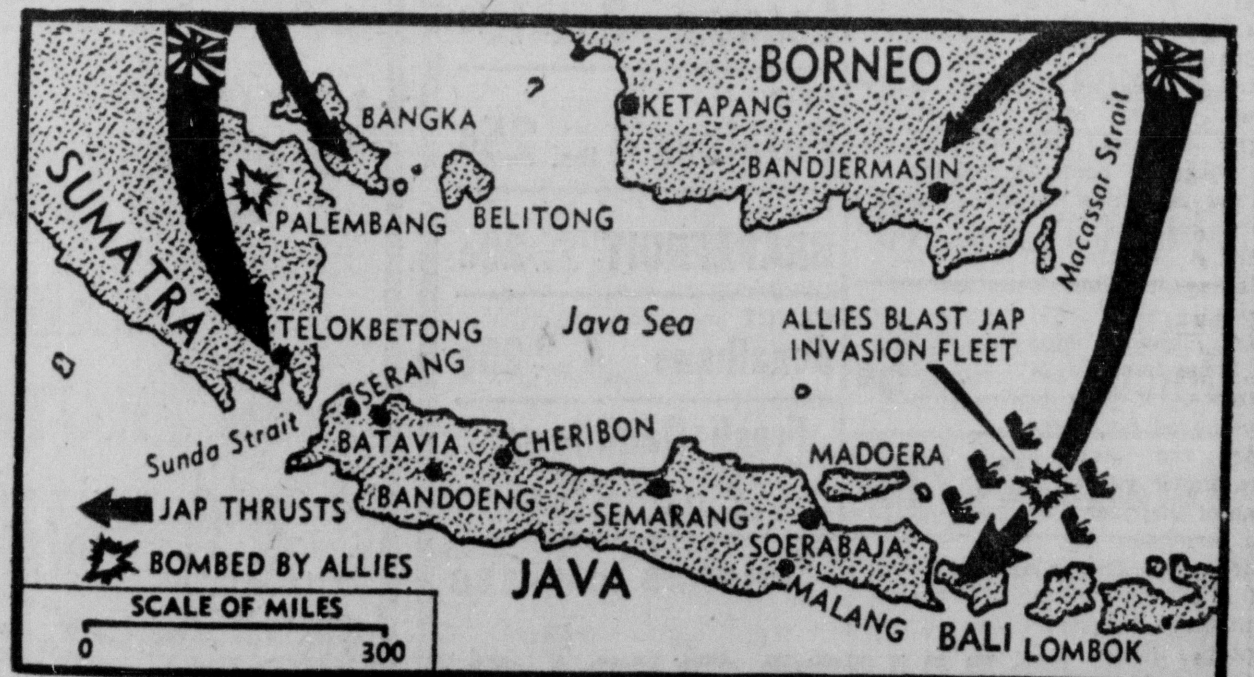 BORNEO
KETAPANG
BANGKA
Macassar Strait
BANDJERMASIN
SUMATRA
PALEMBANG
BELITONG
TELOKBETONG
Java Sea
ALLIES BLAST JAP
INVASION FLEET
SERANG
Sunda Strait
BATAVIA
CHERIBON
MADOERA
JAP THRUSTS
BANDOENG
SEMARANG
SOERABAJA
BOMBED BY ALLIES
JAVA
MALANG
BALI
LOMBOK
SCALE OF MILES
0
300